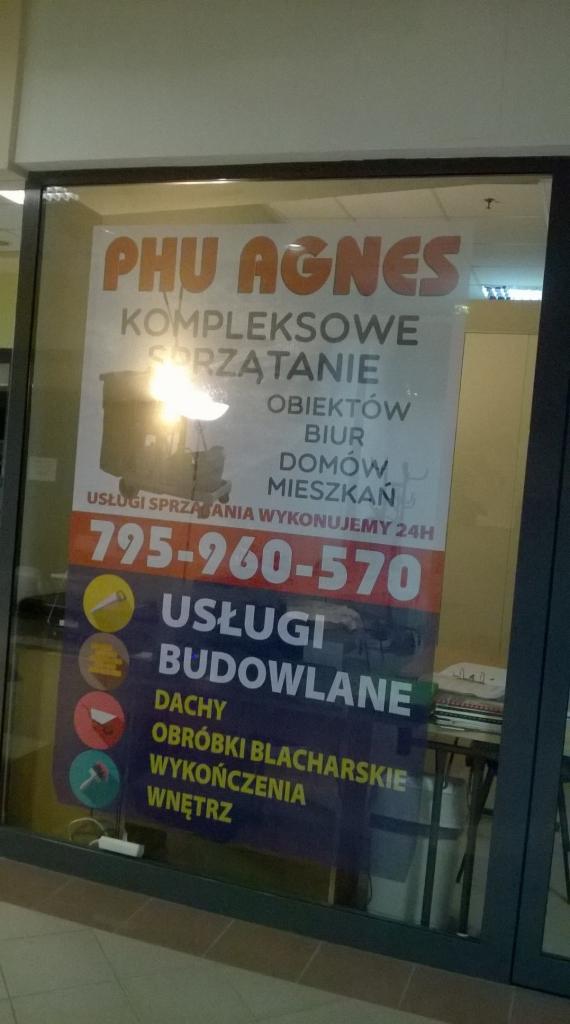 PHU AGNES
KOMPLEKSOWE
SPRZĄTANIE
OBIEKTÓW
BIUR
DOMÓW
MIESZKAŃ
USŁUGI SPRZĄTANIA WYKONUJEMY 24H
795-960-570
USŁUGI
BUDOWLANE
DACHY
OBRÓBKI BLACHARSKIE
WYKOŃCZENIA
WNĘTRZ